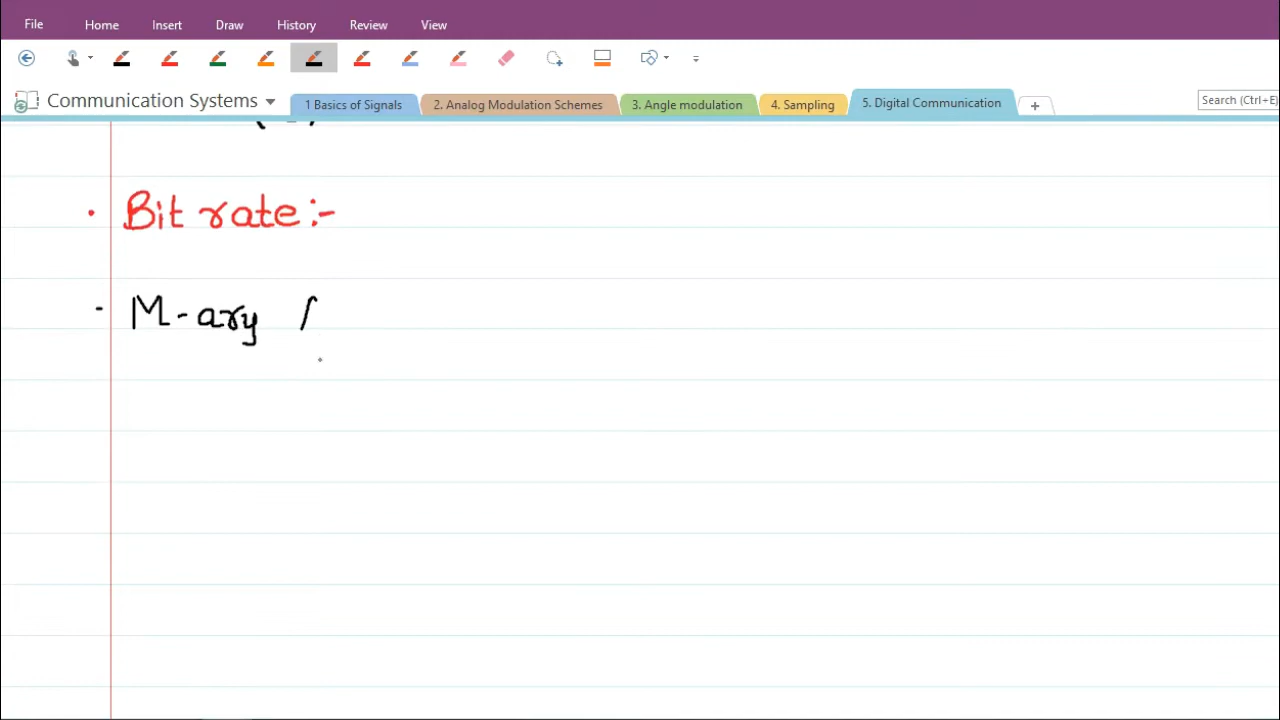 File Home Insert Draw History Review View
Communication Systems 1 Basics of Signals 2. Analog Modulation Schemes 3. Angle modulation 4. Sampling 5. Digital Communication + Search (Ctrl+E)
· Bit rate :-
- M-ary